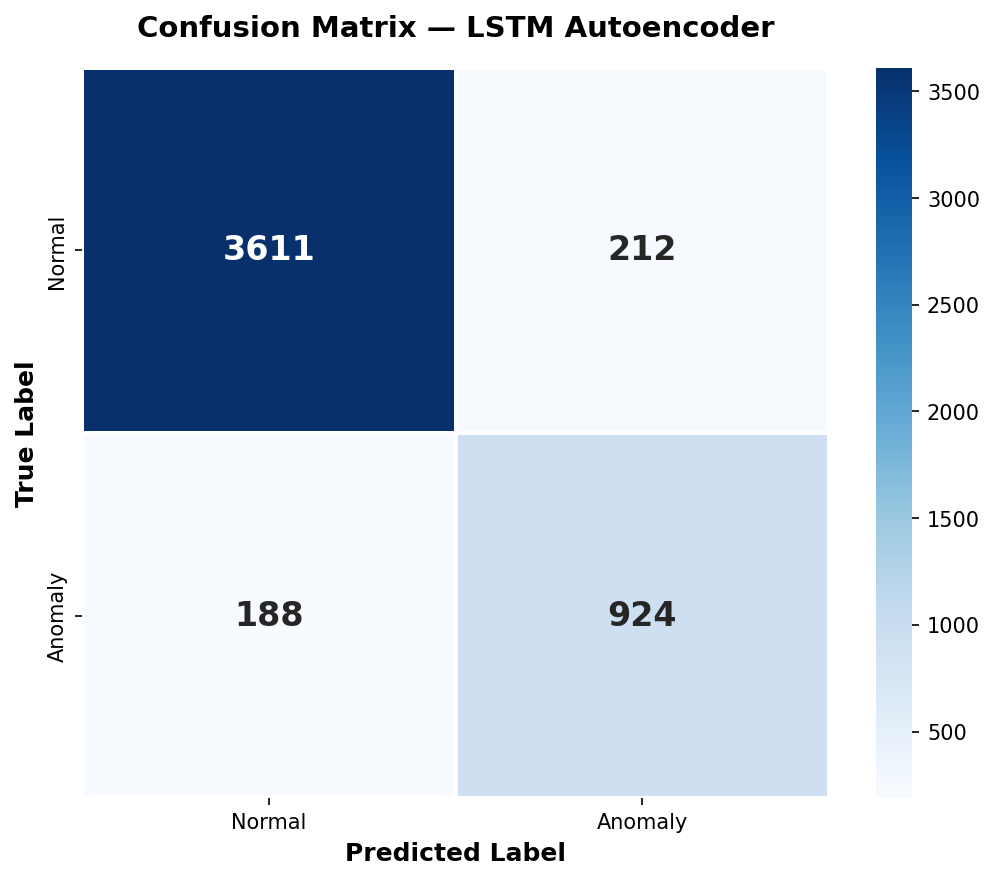 Confusion Matrix — LSTM Autoencoder
True Label
Normal
Anomaly
3611
212
188
924
Normal
Anomaly
Predicted Label
3500
3000
2500
2000
1500
1000
500